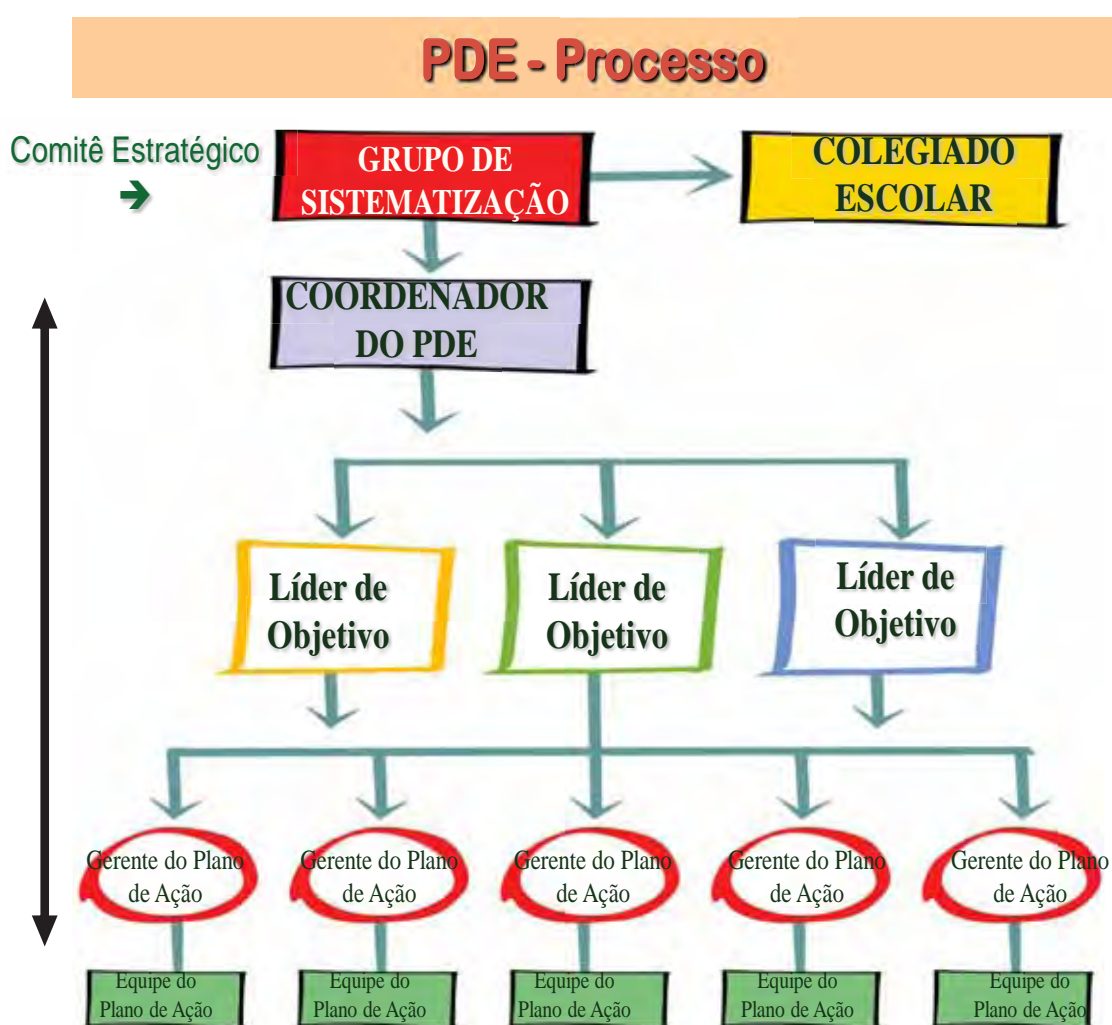 PDE - Processo
Comitê Estratégico
➔
GRUPO DE
SISTEMATIZAÇÃO
COLEGIADO
ESCOLAR
COORDENADOR
DO PDE
Líder de
Objetivo
Líder de
Objetivo
Líder de
Objetivo
Gerente do Plano
de Ação
Gerente do Plano
de Ação
Gerente do Plano
de Ação
Gerente do Plano
de Ação
Gerente do Plano
de Ação
Equipe do
Plano de Ação
Equipe do
Plano de Ação
Equipe do
Plano de Ação
Equipe do
Plano de Ação
Equipe do
Plano de Ação